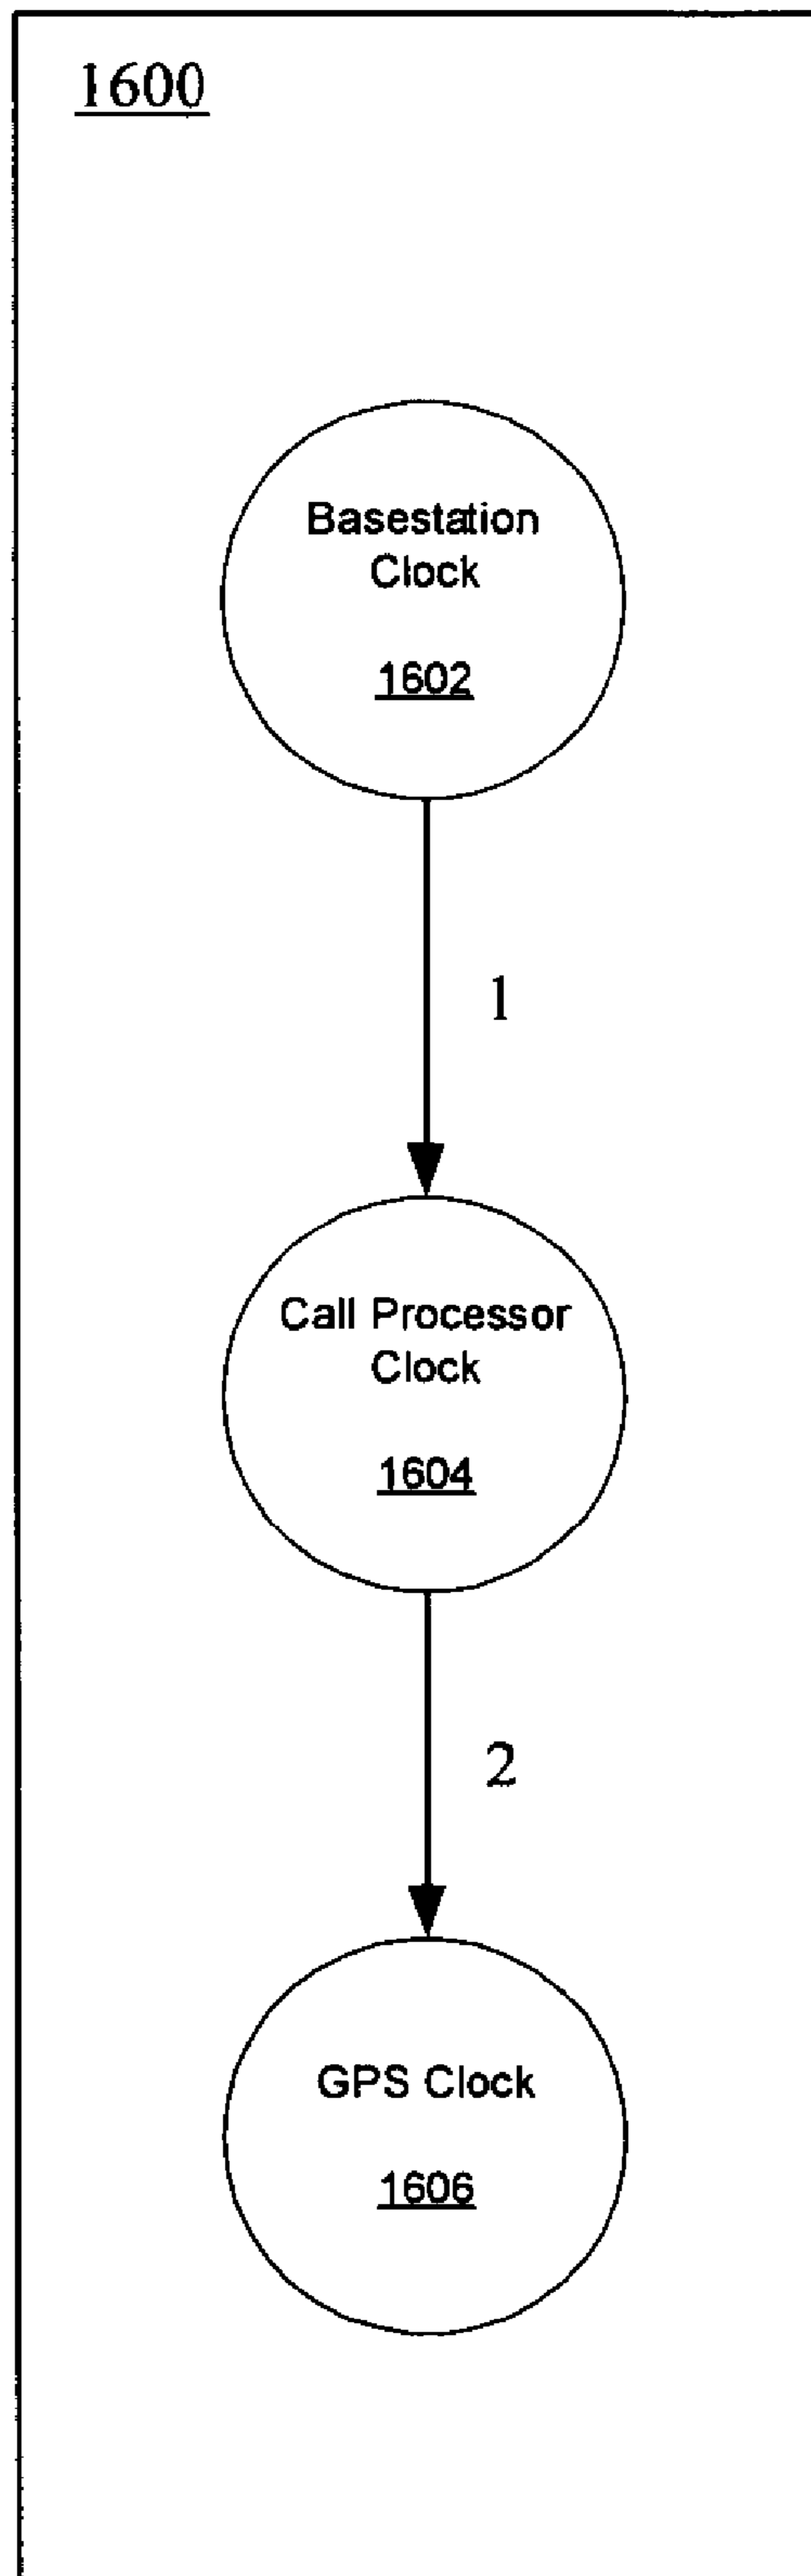 1600
Basestation
Clock
1602
1
Call Processor
Clock
1604
2
GPS Clock
1606